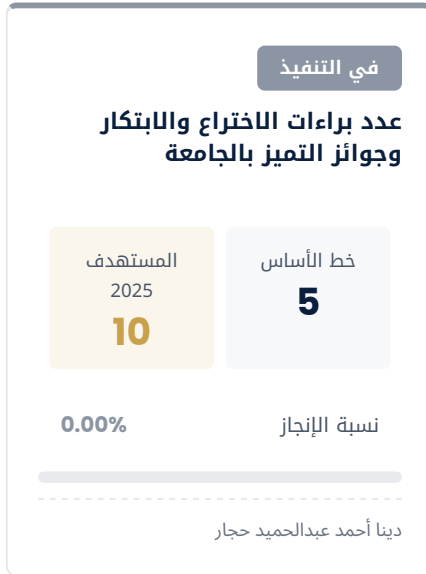 في التنفيذ
عدد براءات الاختراع والابتكار
وجوائز التميز بالجامعة
خط الأساس
5
المستهدف
2025
10
نسبة الإنجاز
0.00%
دينا أحمد عبدالحميد حجار